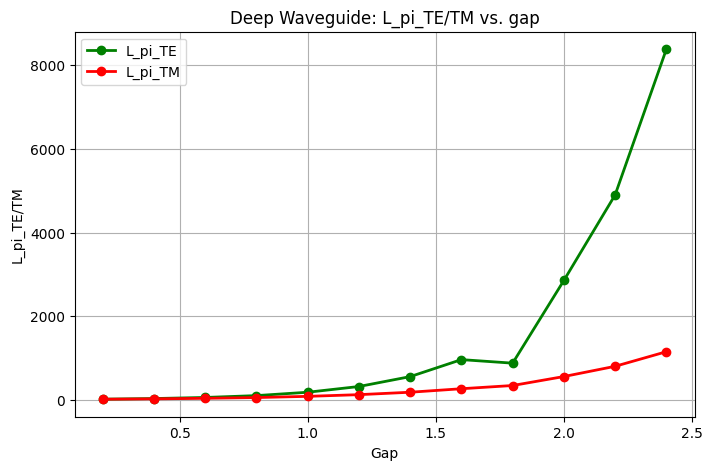 Deep Waveguide: L_pi_TE/TM vs. gap
L_pi_TE
L_pi_TM
8000
6000
4000
2000
0
L_pi_TE/TM
0.5
1.0
1.5
2.0
2.5
Gap